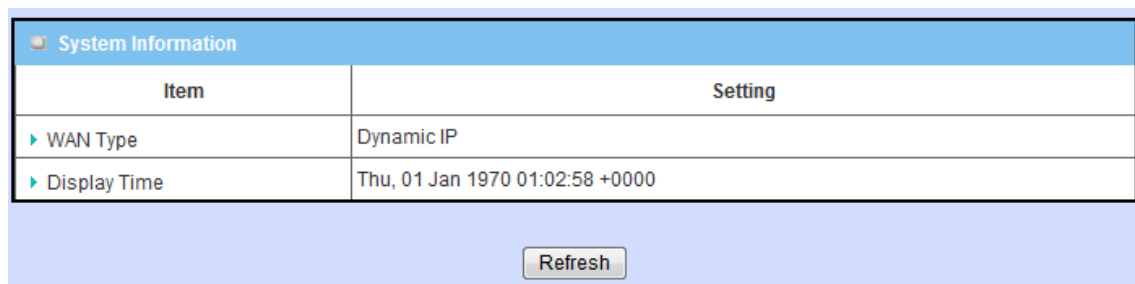 System Information
Item Setting
WAN Type Dynamic IP
Display Time Thu, 01 Jan 1970 01:02:58 +0000
Refresh